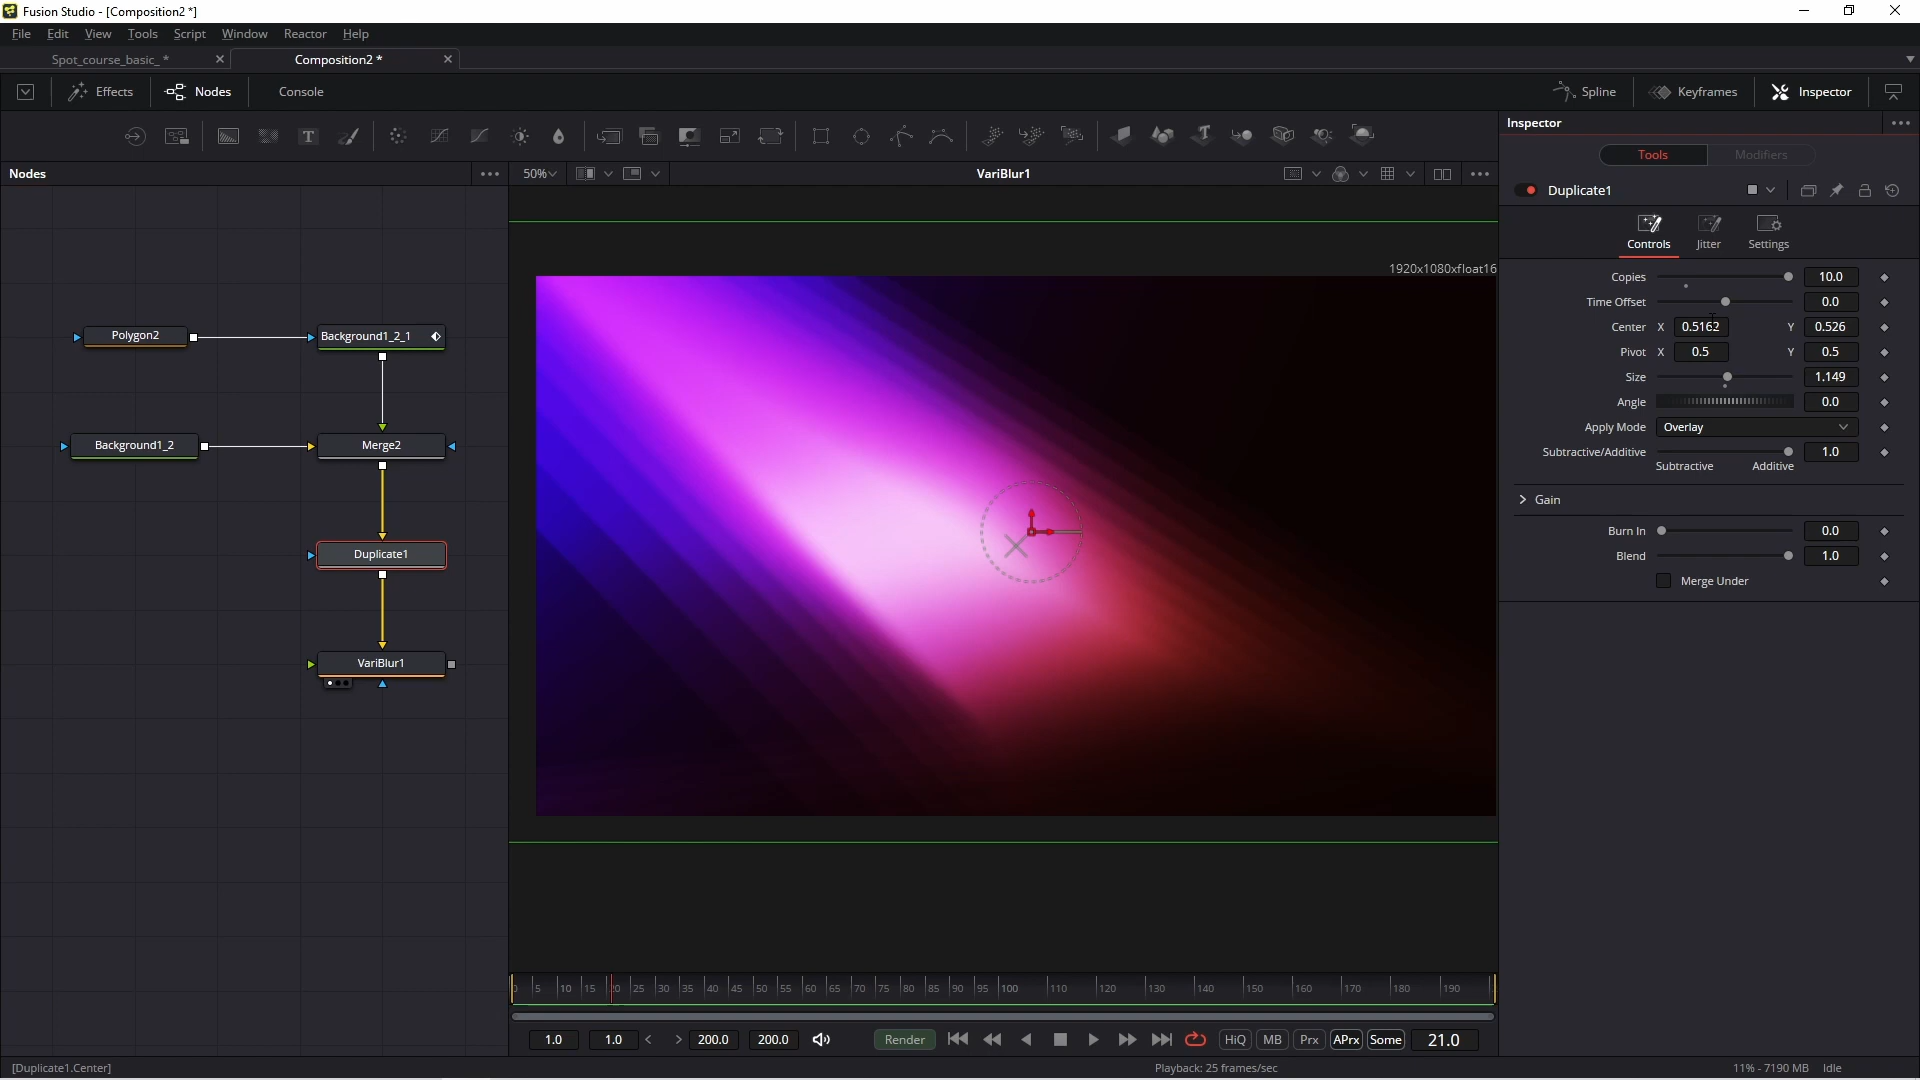 Fusion Studio - [Composition2 *]
File Edit View Tools Script Window Reactor Help
Spot_course_basic_ * Composition2 *
Effects Nodes Console Spline Keyframes Inspector
Inspector
Tools Modifiers
Nodes 50% VariBlur1
Duplicate1
Controls Jitter Settings
1920x1080xfloat16
Copies 10.0
Time Offset 0.0
Center X 0.5162 Y 0.526
Pivot X 0.5 Y 0.5
Size 1.149
Angle 0.0
Apply Mode Overlay
Subtractive/Additive 1.0
Subtractive Additive
Gain
Burn In 0.0
Blend 1.0
Merge Under
Polygon2 Background1_2_1
Background1_2 Merge2
Duplicate1
VariBlur1
5 10 15 20 25 30 35 40 45 50 55 60 65 70 75 80 85 90 95 100 110 120 130 140 150 160 170 180 190
1.0 1.0 < > 200.0 200.0 Render HiQ MB Prx APrx Some 21.0
[Duplicate1.Center] Playback: 25 frames/sec 11% - 7190 MB Idle